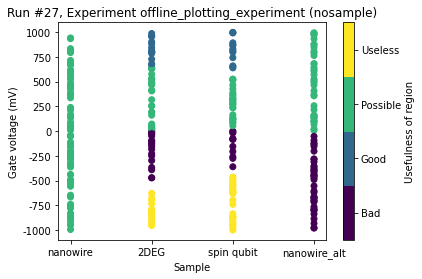 Run #27, Experiment offline_plotting_experiment (nosample)
1000
750
500
250
0
-250
-500
-750
-1000
Gate voltage (mV)
nanowire 2DEG spin qubit nanowire_alt
Sample
Useless
Possible
Good
Bad
Usefulness of region